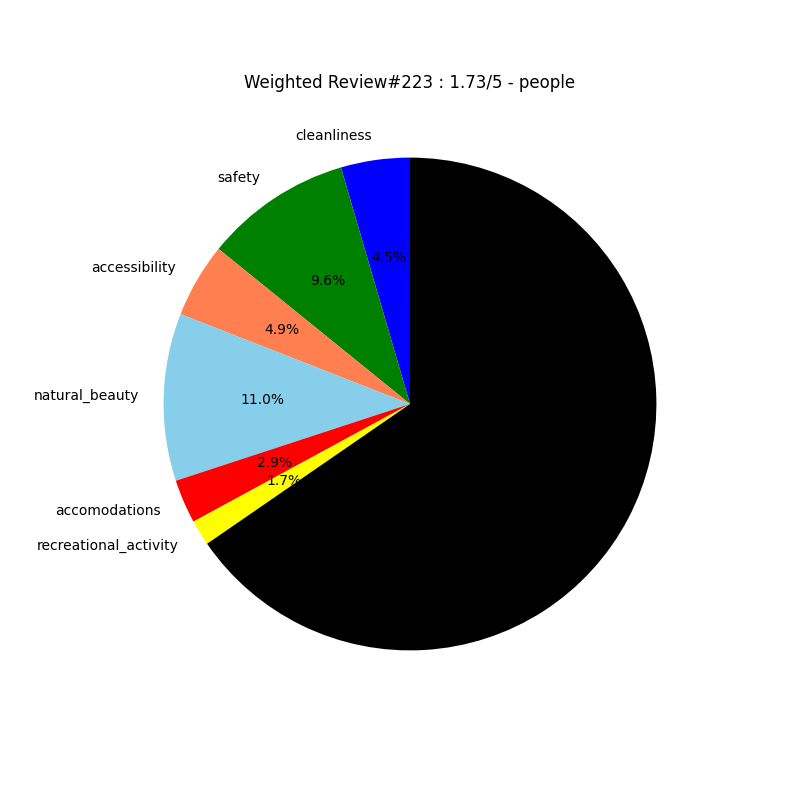 Weighted Review#223 : 1.73/5 - people
cleanliness
safety
accessibility
natural_beauty
accomodations
recreational_activity
4.5%
9.6%
4.9%
11.0%
2.9%
1.7%